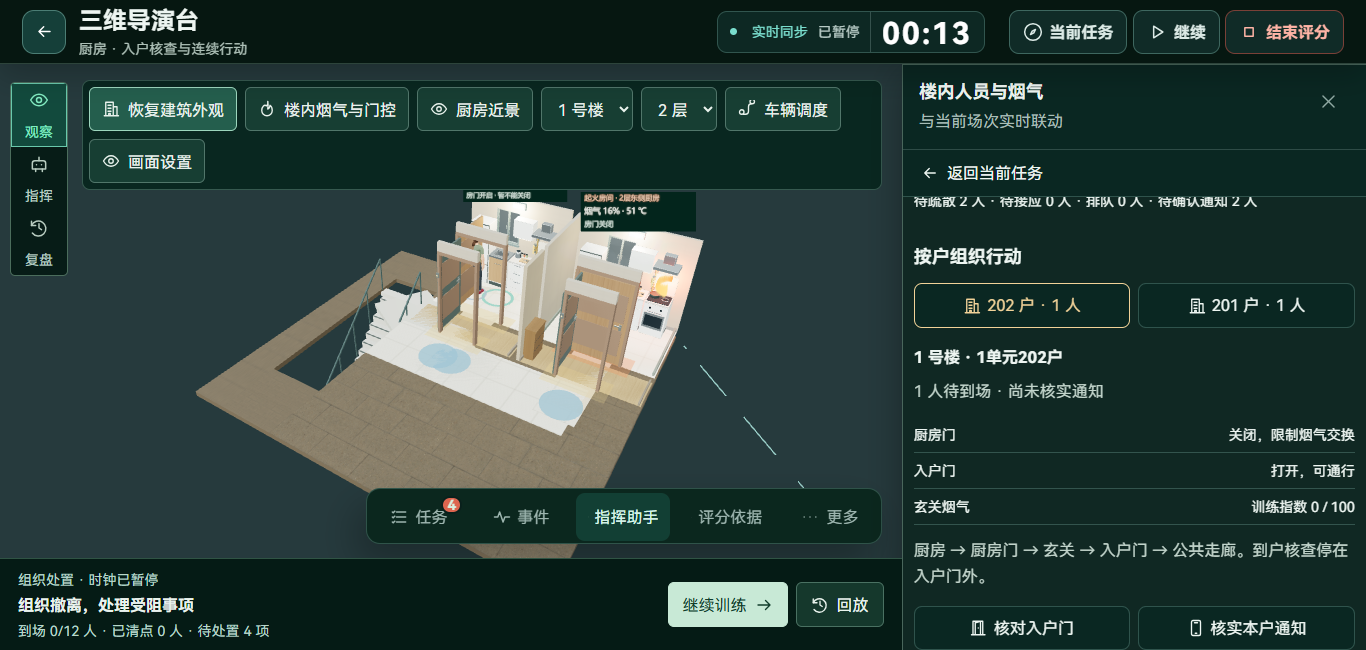 三维导演台
厨房 · 入户核查与连续行动
实时同步 已暂停
00:13
当前任务
继续
结束评分
观察
指挥
复盘
恢复建筑外观
楼内烟气与门控
厨房近景
1 号楼
2 层
车辆调度
画面设置
房门开启 · 暂不能关闭
起火房间 · 2层东侧厨房
烟气 16% · 51 ℃
房门关闭
任务
4
事件
指挥助手
评分依据
··· 更多
组织处置 · 时钟已暂停
组织撤离，处理受阻事项
到场 0/12 人 · 已清点 0 人 · 待处置 4 项
继续训练 →
回放
楼内人员与烟气
与当前场次实时联动
← 返回当前任务
待疏散 2 人 · 待接应 0 人 · 排队 0 人 · 待确认通知 2 人
按户组织行动
202 户 · 1 人
201 户 · 1 人
1 号楼 · 1单元202户
1 人待到场 · 尚未核实通知
厨房门
关闭，限制烟气交换
入户门
打开，可通行
玄关烟气
训练指数 0 / 100
厨房 → 厨房门 → 玄关 → 入户门 → 公共走廊。到户核查停在
入户门外。
核对入户门
核实本户通知